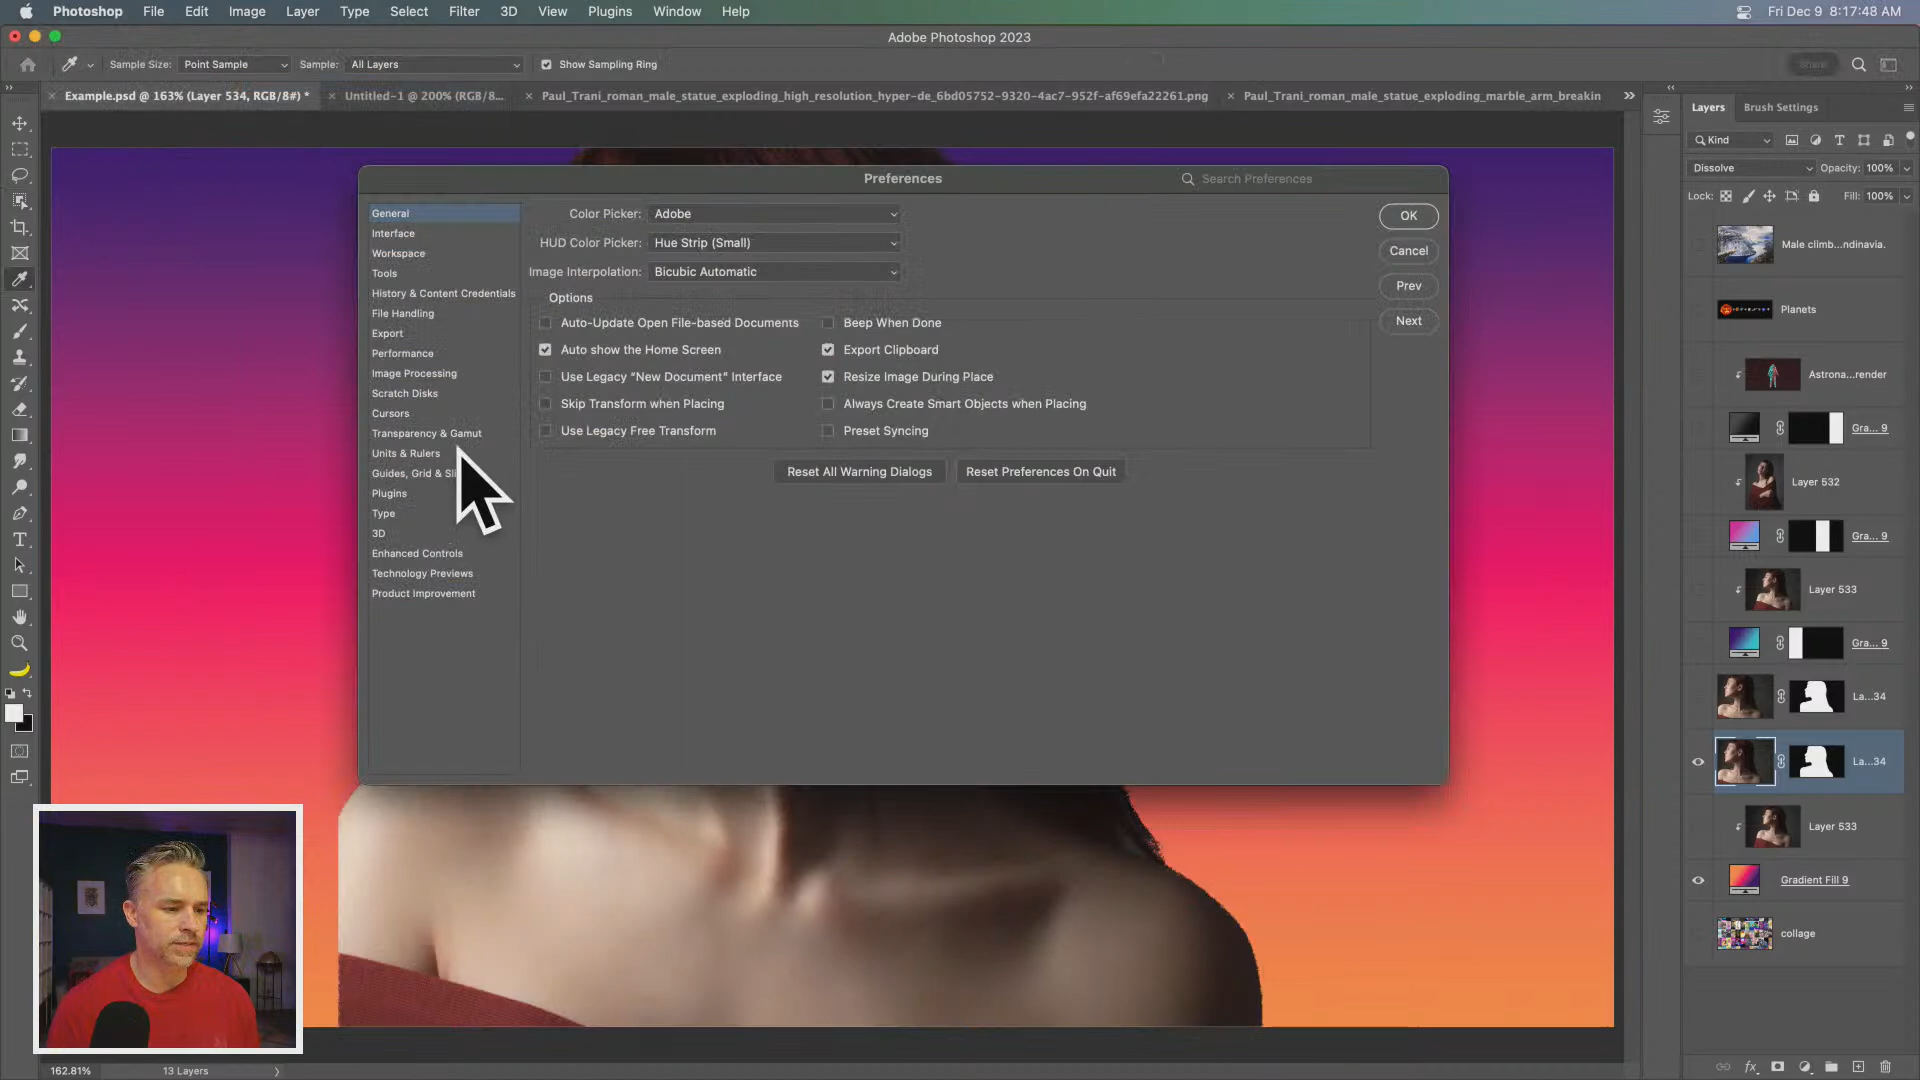 Photoshop File Edit Image Layer Type Select Filter 3D View Plugins Window Help Fri Dec 9 8:17:48 AM
Adobe Photoshop 2023
Sample Size: Point Sample Sample: All Layers Show Sampling Ring Share
Example.psd @ 163% (Layer 534, RGB/8#) * Untitled-1 @ 200% (RGB/8... Paul_Trani_roman_male_statue_exploding_high_resolution_hyper-de_6bd05752-9320-4ac7-952f-af69efa22261.png Paul_Trani_roman_male_statue_exploding_marble_arm_breakin
Layers Brush Settings
Kind
Dissolve Opacity: 100%
Lock: Fill: 100%
Male climb...ndinavia.
Planets
Astrona...render
Gra... 9
Layer 532
Gra... 9
Layer 533
Gra... 9
La...34
La...34
Layer 533
Gradient Fill 9
collage
Preferences
Search Preferences
General
Interface
Workspace
Tools
History & Content Credentials
File Handling
Export
Performance
Image Processing
Scratch Disks
Cursors
Transparency & Gamut
Units & Rulers
Guides, Grid & Sli
Plugins
Type
3D
Enhanced Controls
Technology Previews
Product Improvement
Color Picker: Adobe
HUD Color Picker: Hue Strip (Small)
Image Interpolation: Bicubic Automatic
Options
Auto-Update Open File-based Documents
Auto show the Home Screen
Use Legacy “New Document” Interface
Skip Transform when Placing
Use Legacy Free Transform
Beep When Done
Export Clipboard
Resize Image During Place
Always Create Smart Objects when Placing
Preset Syncing
Reset All Warning Dialogs
Reset Preferences On Quit
OK
Cancel
Prev
Next
162.81% 13 Layers